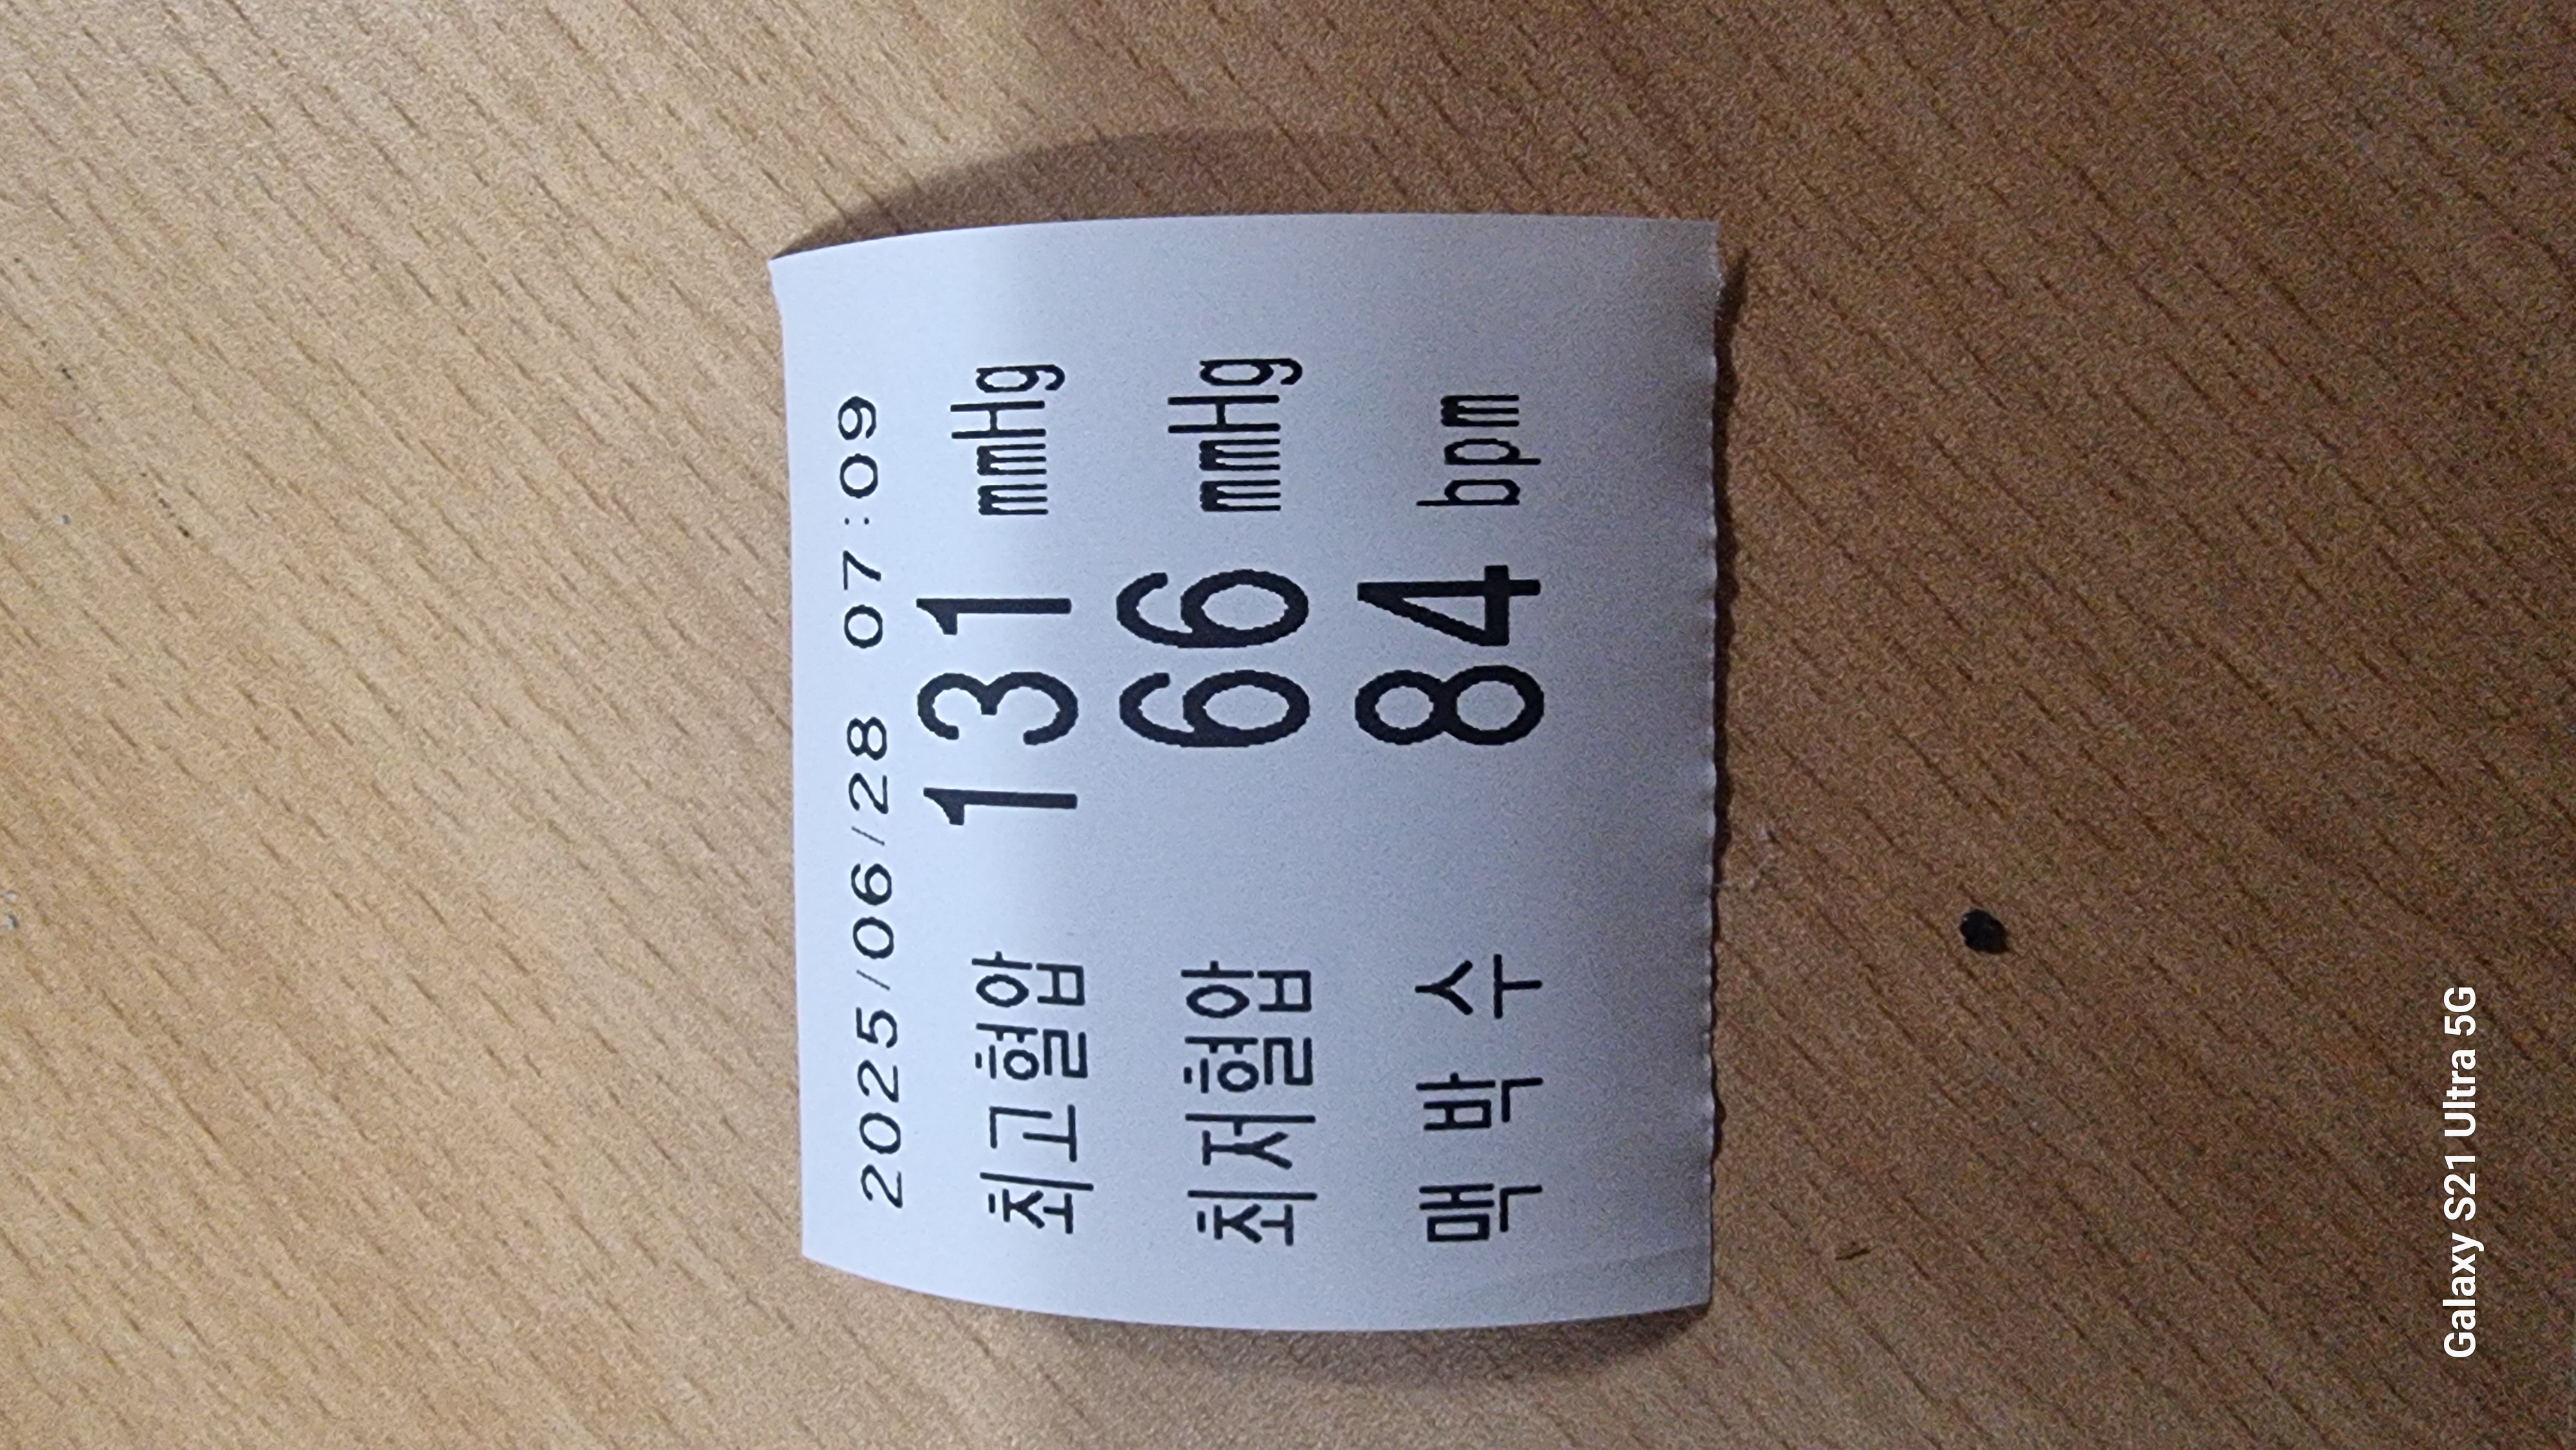 2025/06/28 07:09
최고혈압 131 mmHg
최저혈압 66 mmHg
맥 박 수 84 bpm
Galaxy S21 Ultra 5G